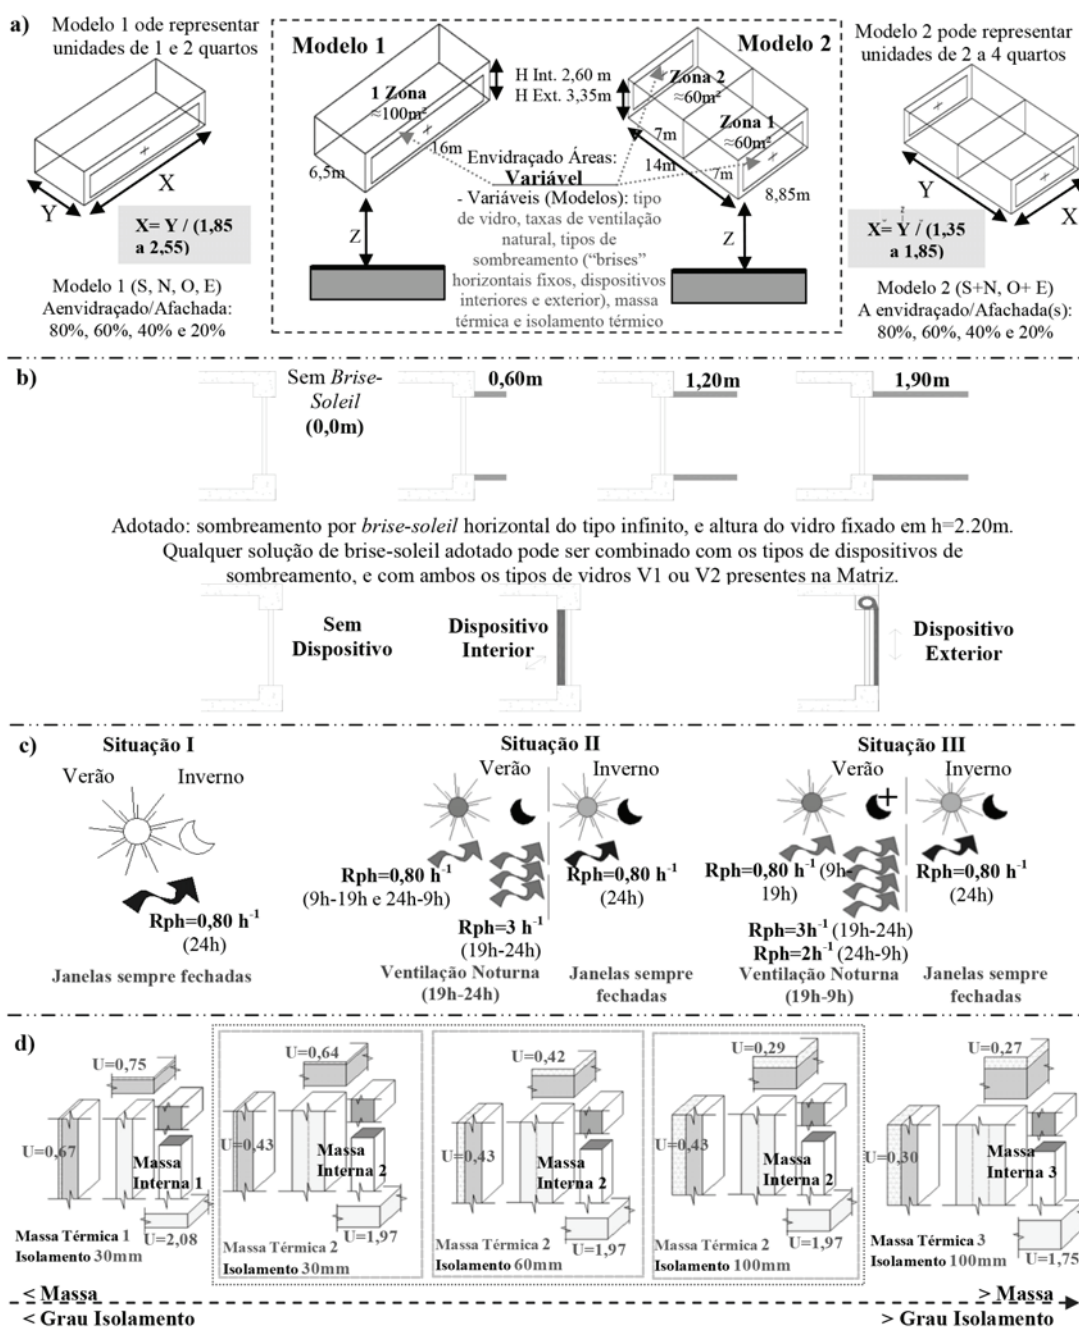 a)
Modelo 1 ode representar
unidades de 1 e 2 quartos
X
Y
X= Y / (1,85
a 2,55)
Modelo 1 (S, N, O, E)
Aenvidraçado/Afachada:
80%, 60%, 40% e 20%
Modelo 1
1 Zona
≈100m²
16m
6,5m
Z
H Int. 2,60 m
H Ext. 3,35m
Modelo 2
Zona 2
≈60m²
Zona 1
≈60m²
7m
14m
7m
8,85m
Z
Envidraçado Áreas:
Variável
- Variáveis (Modelos): tipo
de vidro, taxas de ventilação
natural, tipos de
sombreamento (“brises”
horizontais fixos, dispositivos
interiores e exterior), massa
térmica e isolamento térmico
Modelo 2 pode representar
unidades de 2 a 4 quartos
Y
X
z
X= Y / (1,35
a 1,85)
Modelo 2 (S+N, O+ E)
A envidraçado/Afachada(s):
80%, 60%, 40% e 20%
b)
Sem Brise-
Soleil
(0,0m)
0,60m
1,20m
1,90m
Adotado: sombreamento por brise-soleil horizontal do tipo infinito, e altura do vidro fixado em h=2.20m.
Qualquer solução de brise-soleil adotado pode ser combinado com os tipos de dispositivos de
sombreamento, e com ambos os tipos de vidros V1 ou V2 presentes na Matriz.
Sem
Dispositivo
Dispositivo
Interior
Dispositivo
Exterior
c)
Situação I
Verão
Inverno
Rph=0,80 h⁻¹
(24h)
Janelas sempre fechadas
Situação II
Verão
Inverno
Rph=0,80 h⁻¹
(9h-19h e 24h-9h)
Rph=3 h⁻¹
(19h-24h)
Ventilação Noturna
(19h-24h)
Rph=0,80 h⁻¹
(24h)
Janelas sempre
fechadas
Situação III
Verão
Inverno
+
Rph=0,80 h⁻¹ (9h-
19h)
Rph=3h⁻¹ (19h-24h)
Rph=2h⁻¹ (24h-9h)
Ventilação Noturna
(19h-9h)
Rph=0,80 h⁻¹
(24h)
Janelas sempre
fechadas
d)
U=0,75
U=0,67
Massa
Interna 1
U=2,08
Massa Térmica 1
Isolamento 30mm
U=0,64
U=0,43
Massa
Interna 2
U=1,97
Massa Térmica 2
Isolamento 30mm
U=0,42
U=0,43
Massa
Interna 2
U=1,97
Massa Térmica 2
Isolamento 60mm
U=0,29
U=0,43
Massa
Interna 2
U=1,97
Massa Térmica 2
Isolamento 100mm
U=0,27
U=0,30
Massa
Interna 3
U=1,75
Massa Térmica 3
Isolamento 100mm
< Massa
> Massa
< Grau Isolamento
> Grau Isolamento